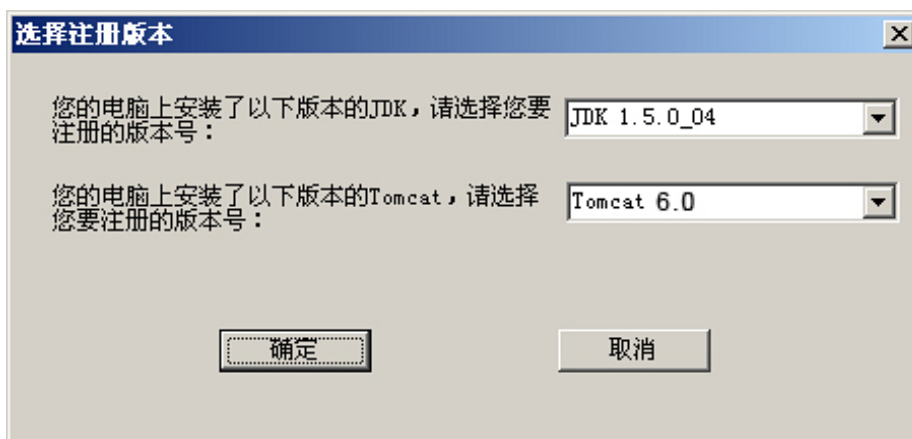 选择注册版本
您的电脑上安装了以下版本的JDK，请选择您要
注册的版本号：
JDK 1.5.0_04
您的电脑上安装了以下版本的Tomcat，请选择
您要注册的版本号：
Tomcat 6.0
确定
取消